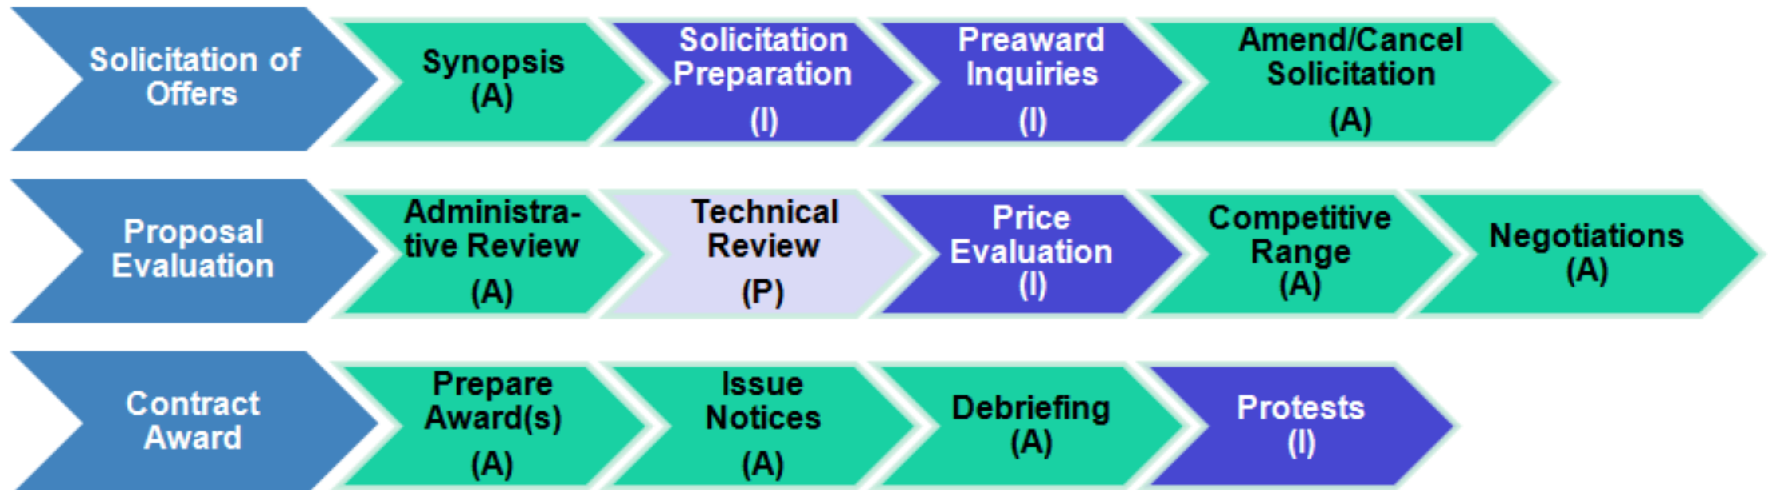 Solicitation of
Offers
Synopsis
(A)
Solicitation
Preparation
(I)
Preaward
Inquiries
(I)
Amend/Cancel
Solicitation
(A)
Proposal
Evaluation
Administra-
tive Review
(A)
Technical
Review
(P)
Price
Evaluation
(I)
Competitive
Range
(A)
Negotiations
(A)
Contract
Award
Prepare
Award(s)
(A)
Issue
Notices
(A)
Debriefing
(A)
Protests
(I)